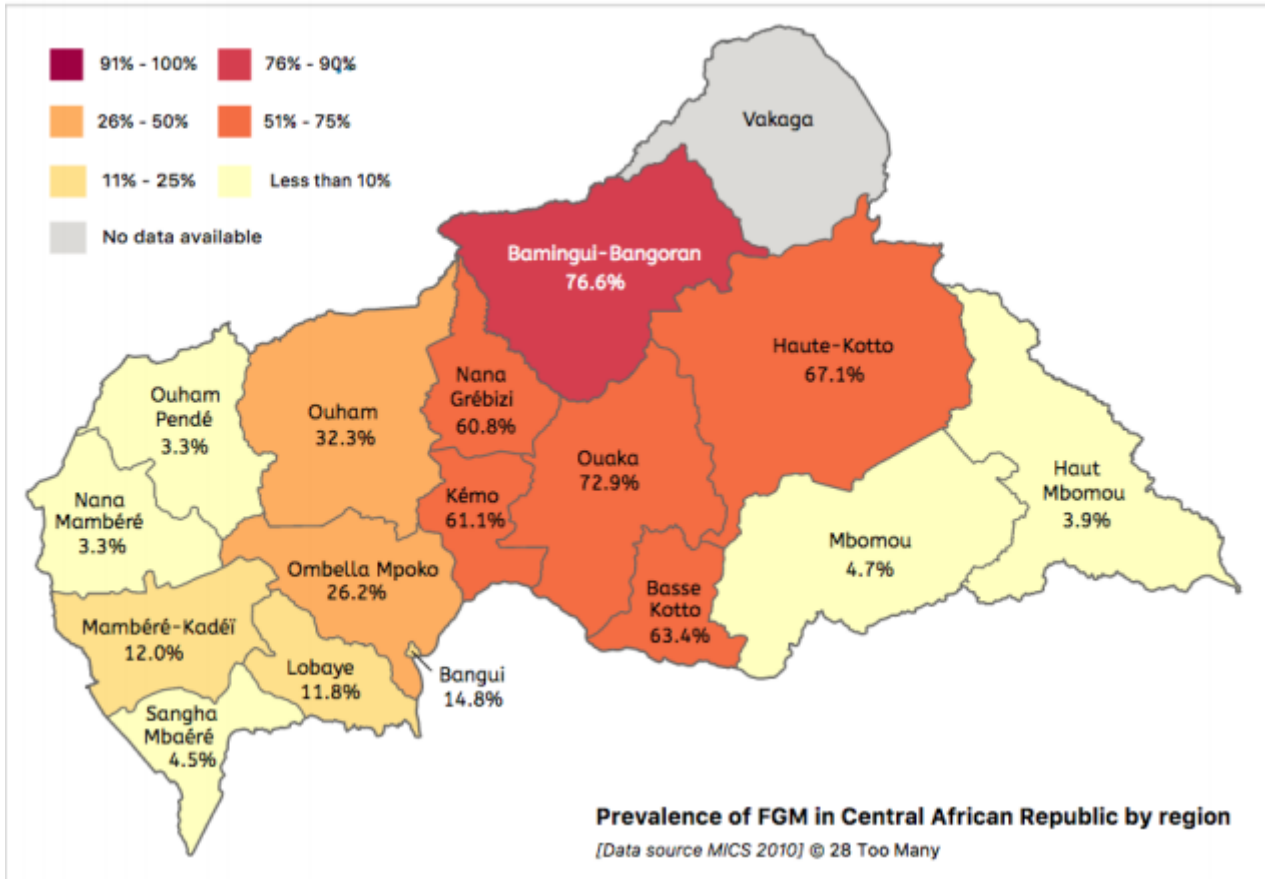 91% - 100%
76% - 90%
26% - 50%
51% - 75%
11% - 25%
Less than 10%
No data available
Vakaga
Bamingui-Bangoran
76.6%
Haute-Kotto
67.1%
Nana
Grébizi
60.8%
Ouham
Pendé
3.3%
Ouham
32.3%
Ouaka
72.9%
Haut
Mbomou
3.9%
Nana
Mambéré
3.3%
Kémo
61.1%
Mbomou
4.7%
Ombella Mpoko
26.2%
Basse
Kotto
63.4%
Mambéré-Kadéï
12.0%
Lobaye
11.8%
Bangui
14.8%
Sangha
Mbaéré
4.5%
Prevalence of FGM in Central African Republic by region
[Data source MICS 2010] © 28 Too Many